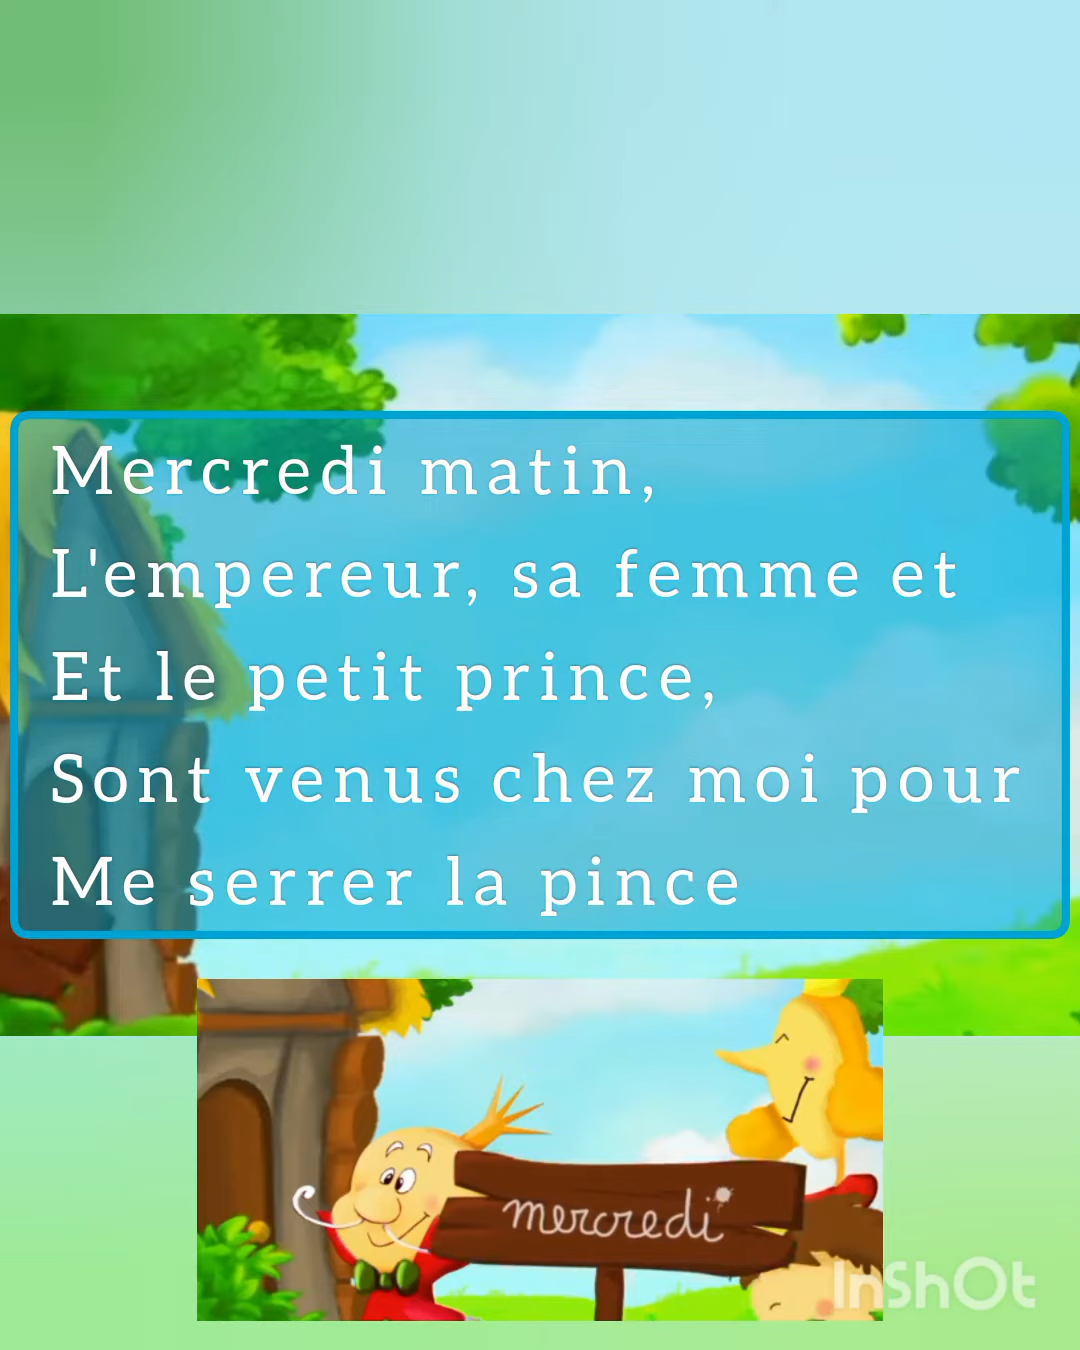 Mercredi matin,
L'empereur, sa femme et
Et le petit prince,
Sont venus chez moi pour
Me serrer la pince
mercredi
InShOt